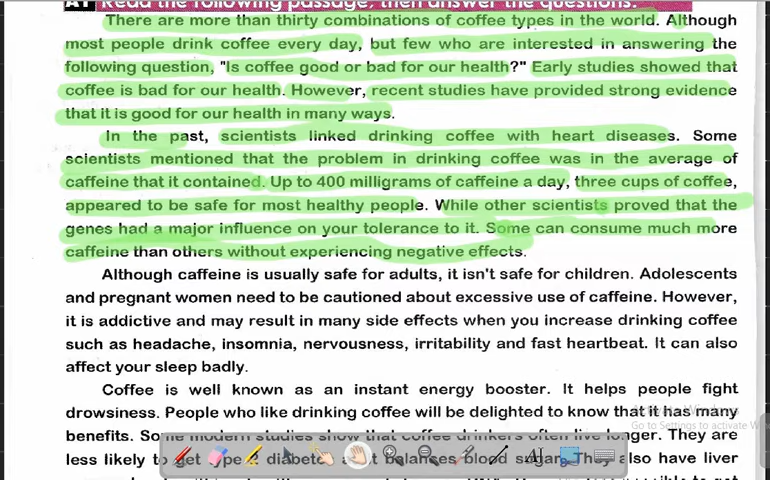 A1 Read the following passage, then answer the questions:
There are more than thirty combinations of coffee types in the world. Although
most people drink coffee every day, but few who are interested in answering the
following question, "Is coffee good or bad for our health?" Early studies showed that
coffee is bad for our health. However, recent studies have provided strong evidence
that it is good for our health in many ways.
In the past, scientists linked drinking coffee with heart diseases. Some
scientists mentioned that the problem in drinking coffee was in the average of
caffeine that it contained. Up to 400 milligrams of caffeine a day, three cups of coffee,
appeared to be safe for most healthy people. While other scientists proved that the
genes had a major influence on your tolerance to it. Some can consume much more
caffeine than others without experiencing negative effects.
Although caffeine is usually safe for adults, it isn't safe for children. Adolescents
and pregnant women need to be cautioned about excessive use of caffeine. However,
it is addictive and may result in many side effects when you increase drinking coffee
such as headache, insomnia, nervousness, irritability and fast heartbeat. It can also
affect your sleep badly.
Coffee is well known as an instant energy booster. It helps people fight
drowsiness. People who like drinking coffee will be delighted to know that it has many
Activate Windows
Go to Settings to activate W
benefits. Some modern studies show that coffee drinkers often live longer. They are
less likely to get type 2 diabetes balances blood sugar. They also have liver